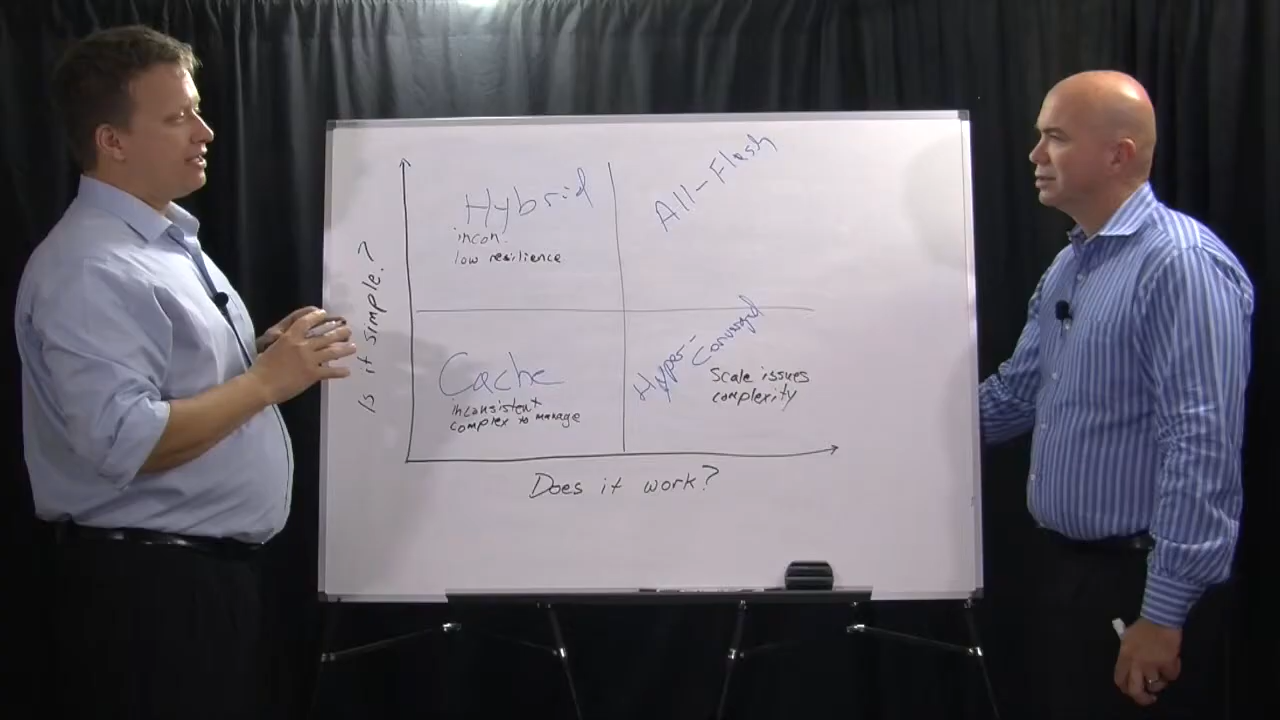 Hybrid
incon.
low resilience
All-Flash
Is it simple?
Cache
inconsistent
complex to manage
Hyper-
Converged
Scale issues
complexity
Does it work?